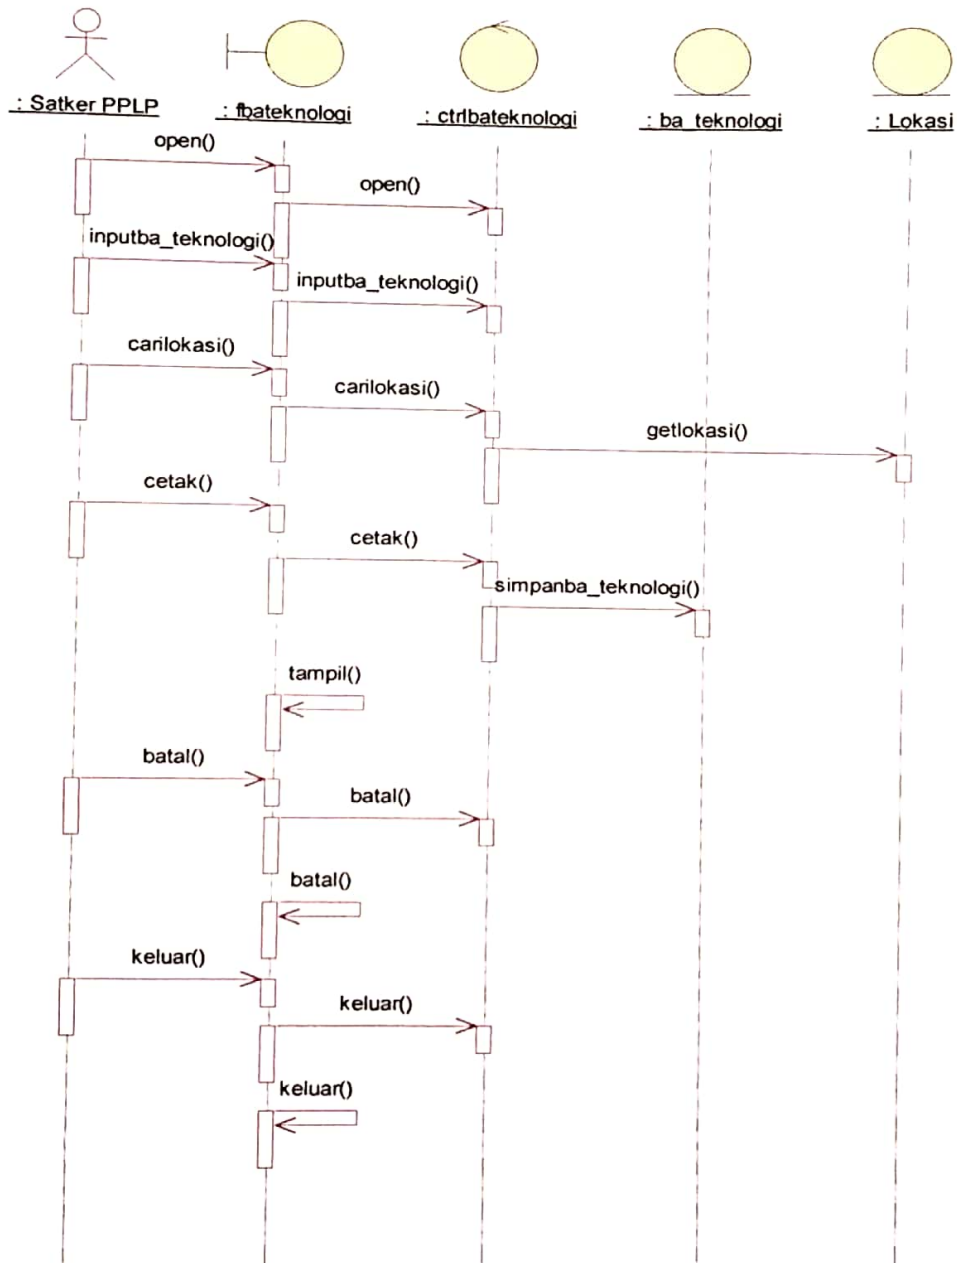 : Satker PPLP
: fbateknologi
: ctrlbateknologi
: ba_teknologi
: Lokasi
open()
open()
inputba_teknologi()
inputba_teknologi()
carilokasi()
carilokasi()
getlokasi()
cetak()
cetak()
simpanba_teknologi()
tampil()
batal()
batal()
batal()
keluar()
keluar()
keluar()